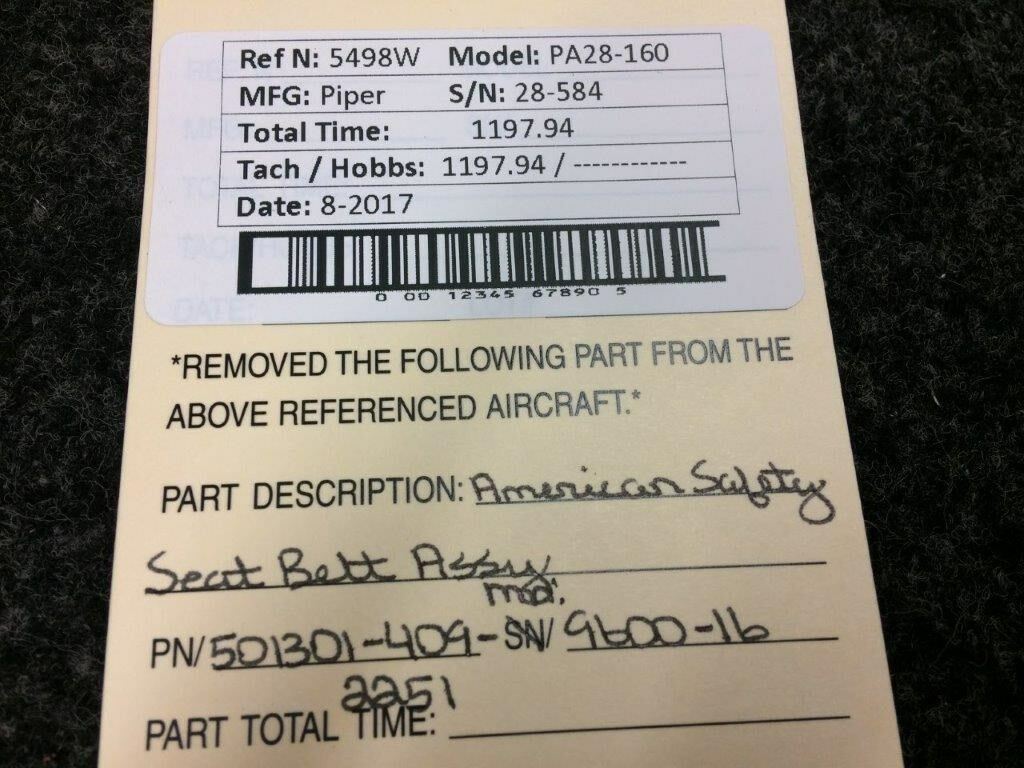 Ref N: 5498W Model: PA28-160
MFG: Piper S/N: 28-584
Total Time: 1197.94
Tach / Hobbs: 1197.94 / ------------
Date: 8-2017
0 00 12345 67890 5
*REMOVED THE FOLLOWING PART FROM THE
ABOVE REFERENCED AIRCRAFT.*
PART DESCRIPTION: American Safety
Seat Belt Assy
md.
PN/ 501301-409- SN/ 9600-16
2251
PART TOTAL TIME: